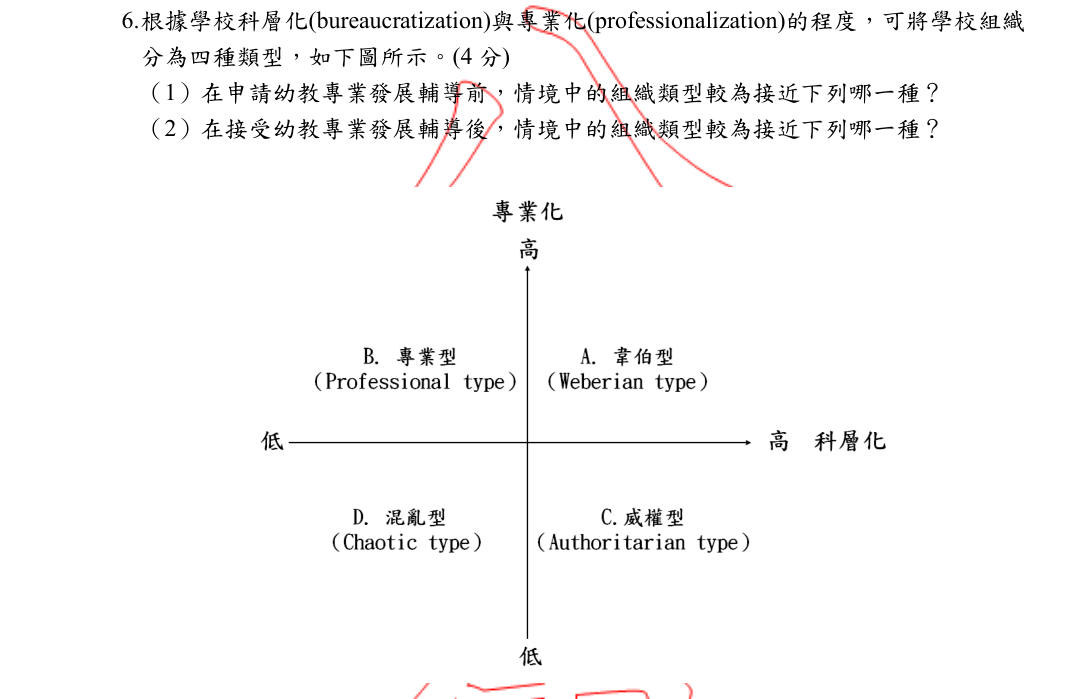 6.根據學校科層化(bureaucratization)與專業化(professionalization)的程度，可將學校組織
分為四種類型，如下圖所示。(4 分)
（1）在申請幼教專業發展輔導前，情境中的組織類型較為接近下列哪一種？
（2）在接受幼教專業發展輔導後，情境中的組織類型較為接近下列哪一種？
專業化
高
B. 專業型 A. 韋伯型
（Professional type） （Weberian type）
低 高 科層化
D. 混亂型 C.威權型
（Chaotic type） （Authoritarian type）
低